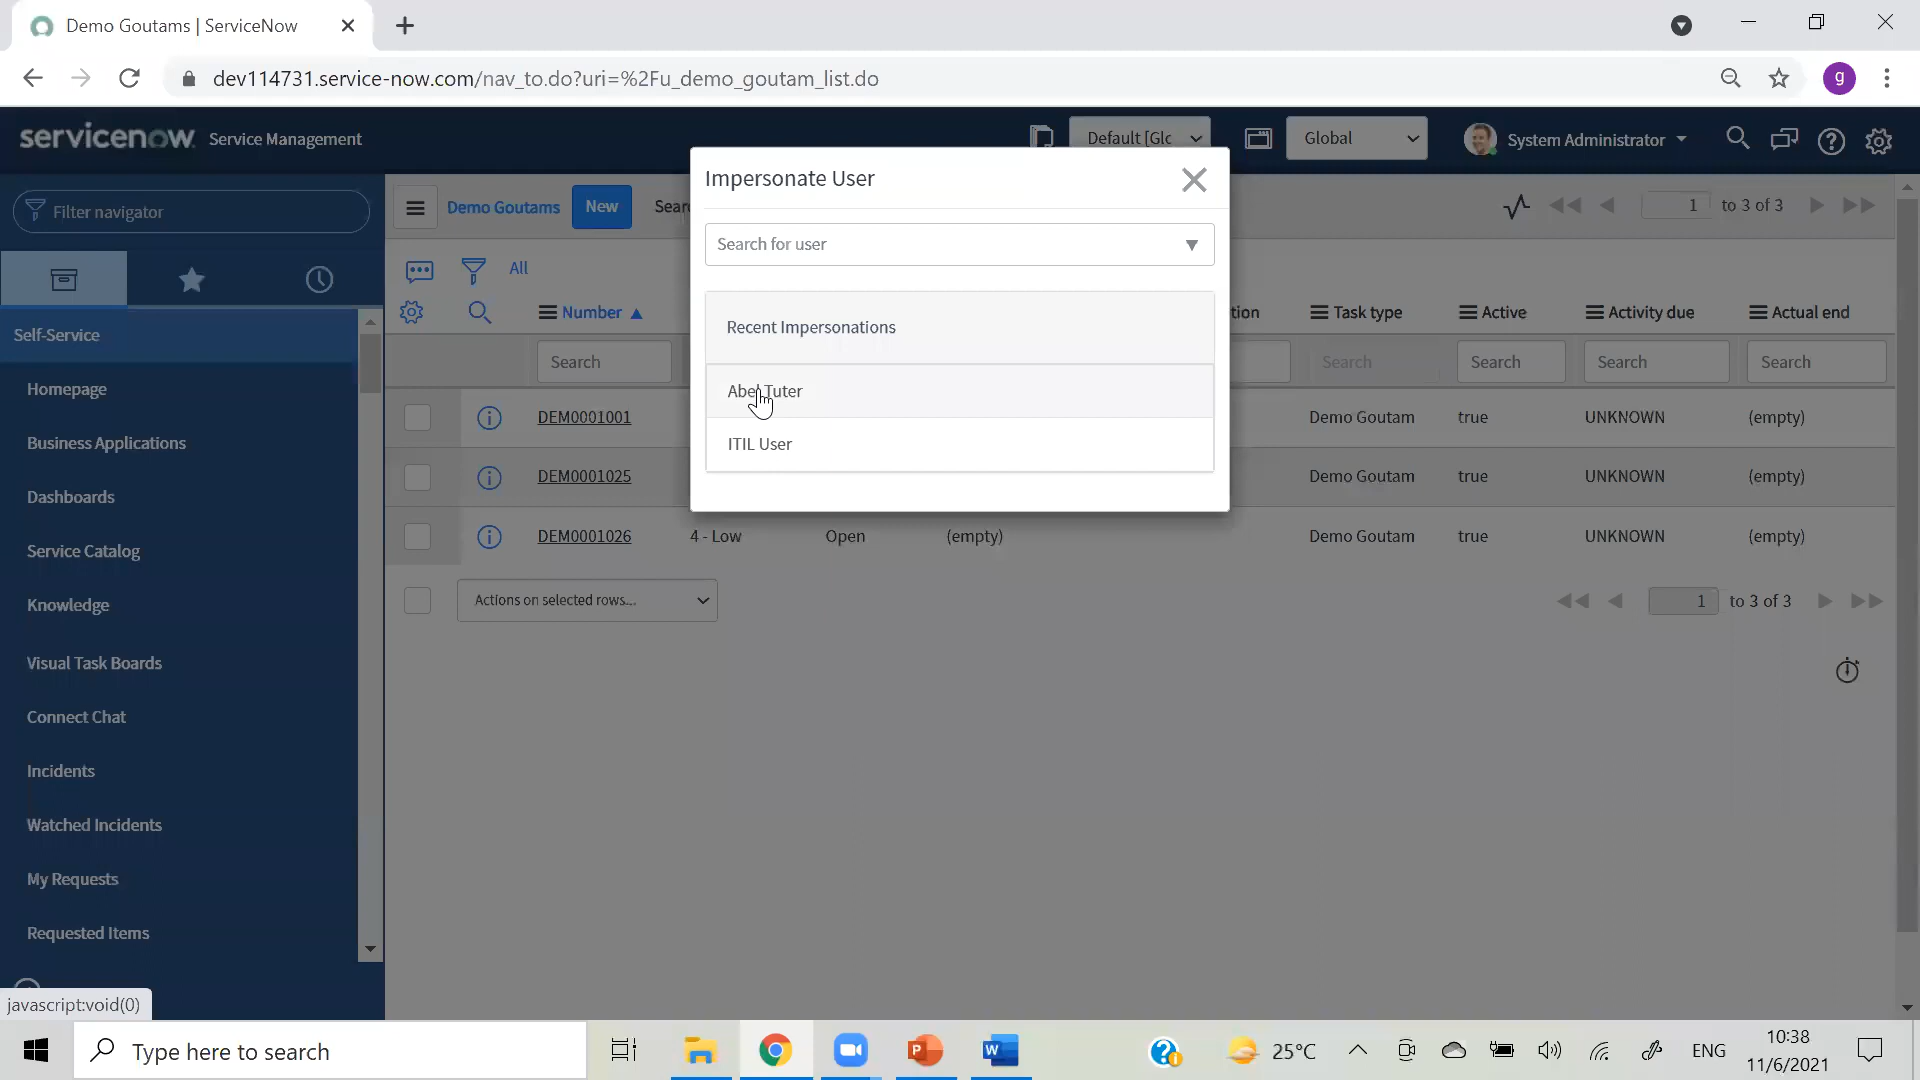 Demo Goutams | ServiceNow
dev114731.service-now.com/nav_to.do?uri=%2Fu_demo_goutam_list.do
g
servicenow Service Management
Default [Glc
Global
System Administrator
Filter navigator
Self-Service
Homepage
Business Applications
Dashboards
Service Catalog
Knowledge
Visual Task Boards
Connect Chat
Incidents
Watched Incidents
My Requests
Requested Items
javascript:void(0)
Demo Goutams New Sear
1 to 3 of 3
All
Number tion Task type Active Activity due Actual end
Search Search Search Search Search
DEM0001001 Demo Goutam true UNKNOWN (empty)
DEM0001025 Demo Goutam true UNKNOWN (empty)
DEM0001026 4 - Low Open (empty) Demo Goutam true UNKNOWN (empty)
Actions on selected rows...
1 to 3 of 3
Impersonate User
Search for user
Recent Impersonations
Abel Tuter
ITIL User
Type here to search
25°C
ENG
10:38
11/6/2021